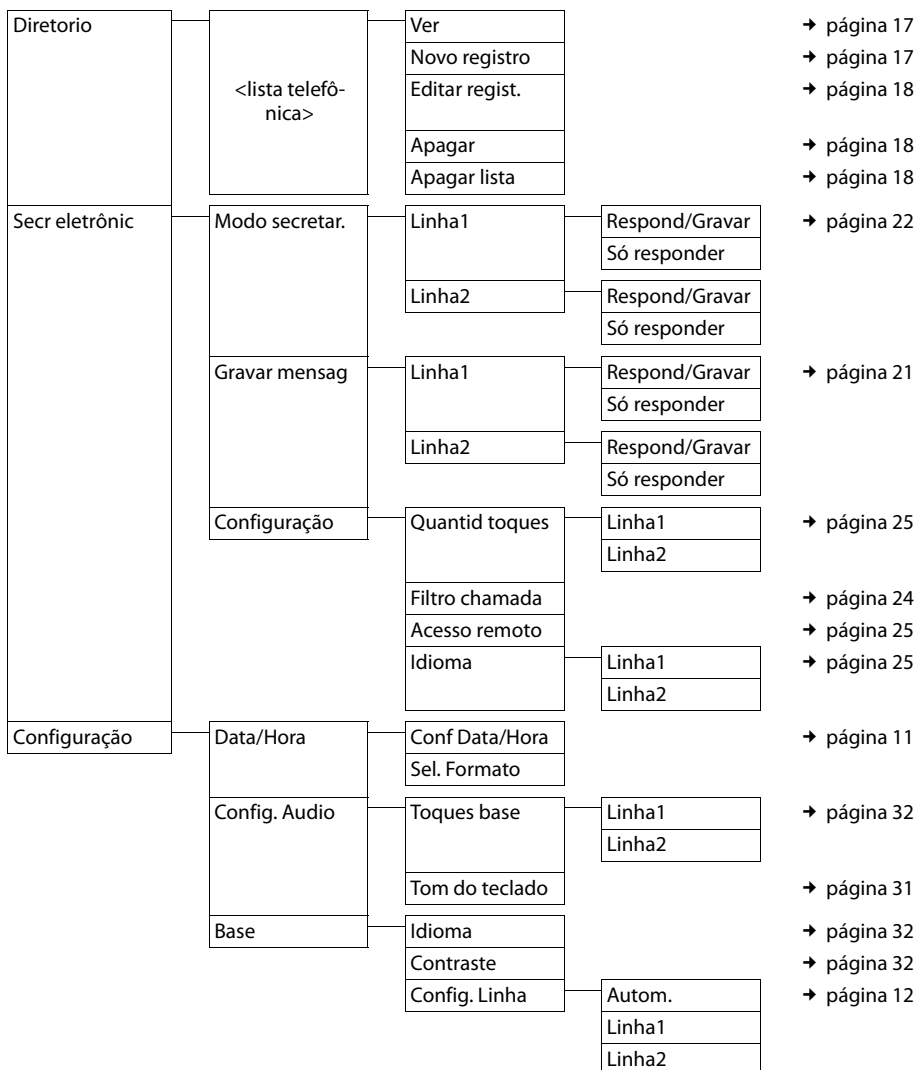 Diretorio <lista telefô- nica> Ver → página 17
Novo registro → página 17
Editar regist. → página 18
Apagar → página 18
Apagar lista → página 18
Secr eletrônic Modo secretar. Linha1 Respond/Gravar → página 22
Só responder
Linha2 Respond/Gravar
Só responder
Gravar mensag Linha1 Respond/Gravar → página 21
Só responder
Linha2 Respond/Gravar
Só responder
Configuração Quantid toques Linha1 → página 25
Linha2
Filtro chamada → página 24
Acesso remoto → página 25
Idioma Linha1 → página 25
Linha2
Configuração Data/Hora Conf Data/Hora → página 11
Sel. Formato
Config. Audio Toques base Linha1 → página 32
Linha2
Tom do teclado → página 31
Base Idioma → página 32
Contraste → página 32
Config. Linha Autom. → página 12
Linha1
Linha2